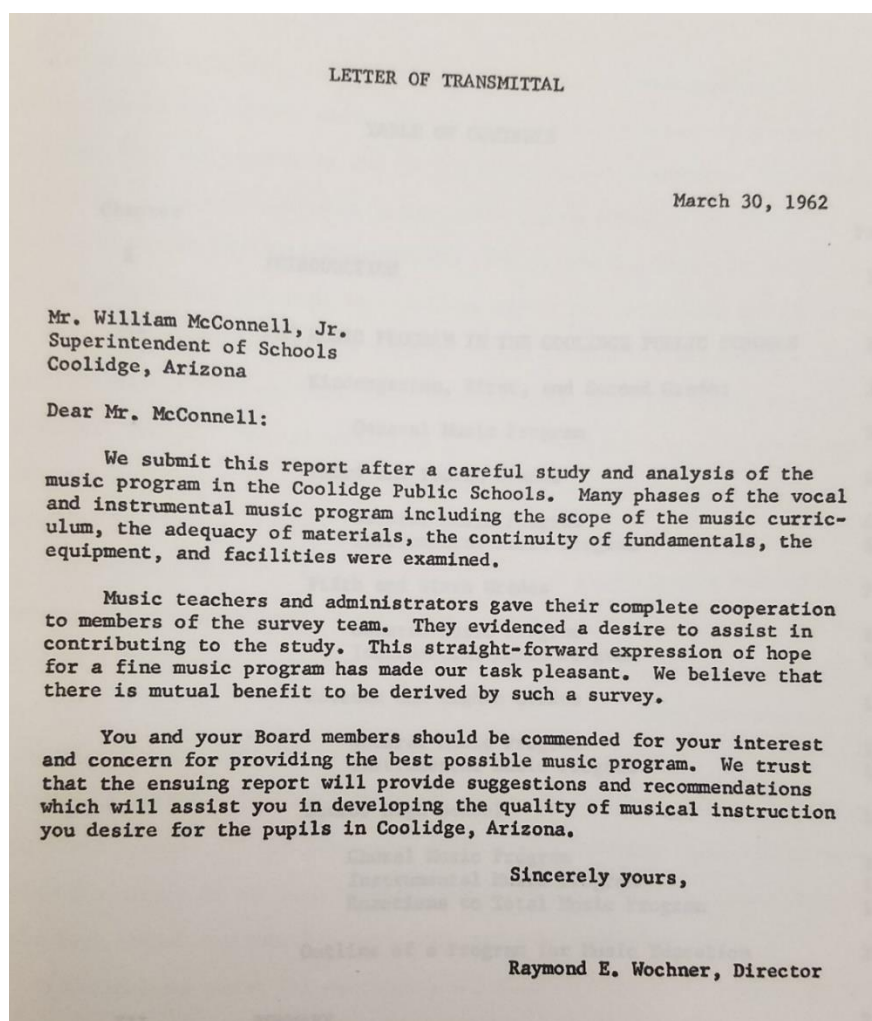 LETTER OF TRANSMITTAL
March 30, 1962
Mr. William McConnell, Jr.
Superintendent of Schools
Coolidge, Arizona
Dear Mr. McConnell:
We submit this report after a careful study and analysis of the
music program in the Coolidge Public Schools. Many phases of the vocal
and instrumental music program including the scope of the music curric-
ulum, the adequacy of materials, the continuity of fundamentals, the
equipment, and facilities were examined.
Music teachers and administrators gave their complete cooperation
to members of the survey team. They evidenced a desire to assist in
contributing to the study. This straight-forward expression of hope
for a fine music program has made our task pleasant. We believe that
there is mutual benefit to be derived by such a survey.
You and your Board members should be commended for your interest
and concern for providing the best possible music program. We trust
that the ensuing report will provide suggestions and recommendations
which will assist you in developing the quality of musical instruction
you desire for the pupils in Coolidge, Arizona.
Sincerely yours,
Raymond E. Wochner, Director